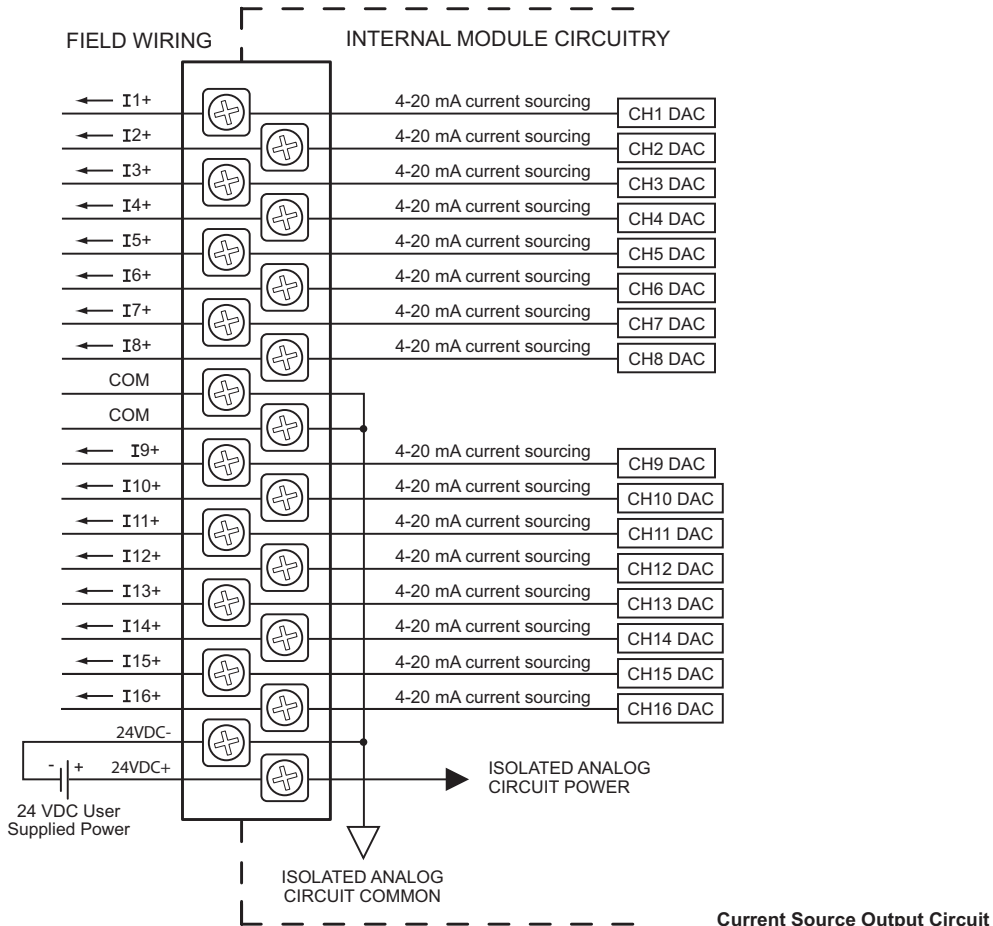 FIELD WIRING
INTERNAL MODULE CIRCUITRY
I1+ 4-20 mA current sourcing CH1 DAC
I2+ 4-20 mA current sourcing CH2 DAC
I3+ 4-20 mA current sourcing CH3 DAC
I4+ 4-20 mA current sourcing CH4 DAC
I5+ 4-20 mA current sourcing CH5 DAC
I6+ 4-20 mA current sourcing CH6 DAC
I7+ 4-20 mA current sourcing CH7 DAC
I8+ 4-20 mA current sourcing CH8 DAC
COM
COM
I9+ 4-20 mA current sourcing CH9 DAC
I10+ 4-20 mA current sourcing CH10 DAC
I11+ 4-20 mA current sourcing CH11 DAC
I12+ 4-20 mA current sourcing CH12 DAC
I13+ 4-20 mA current sourcing CH13 DAC
I14+ 4-20 mA current sourcing CH14 DAC
I15+ 4-20 mA current sourcing CH15 DAC
I16+ 4-20 mA current sourcing CH16 DAC
24VDC-
- + 24VDC+
ISOLATED ANALOG
CIRCUIT POWER
24 VDC User
Supplied Power
ISOLATED ANALOG
CIRCUIT COMMON
Current Source Output Circuit